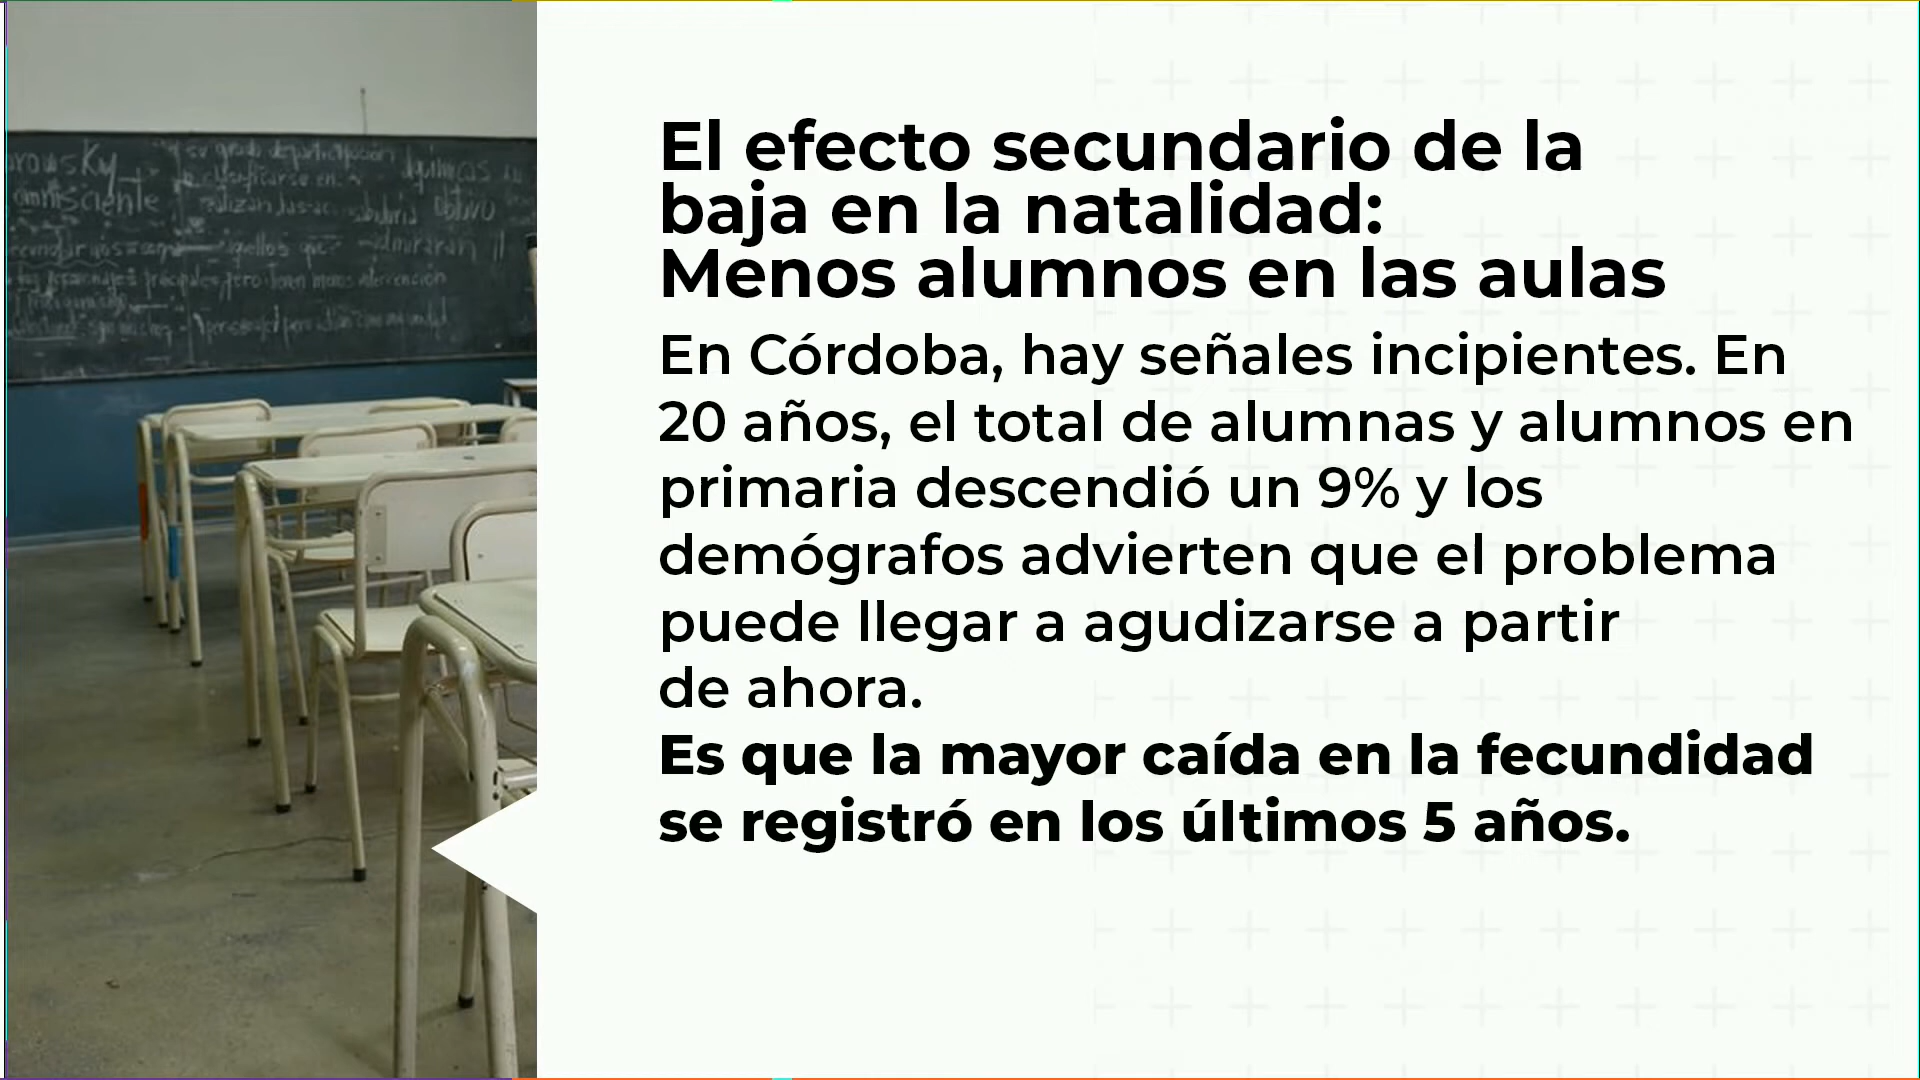 El efecto secundario de la
baja en la natalidad:
Menos alumnos en las aulas
En Córdoba, hay señales incipientes. En
20 años, el total de alumnas y alumnos en
primaria descendió un 9% y los
demógrafos advierten que el problema
puede llegar a agudizarse a partir
de ahora.
Es que la mayor caída en la fecundidad
se registró en los últimos 5 años.